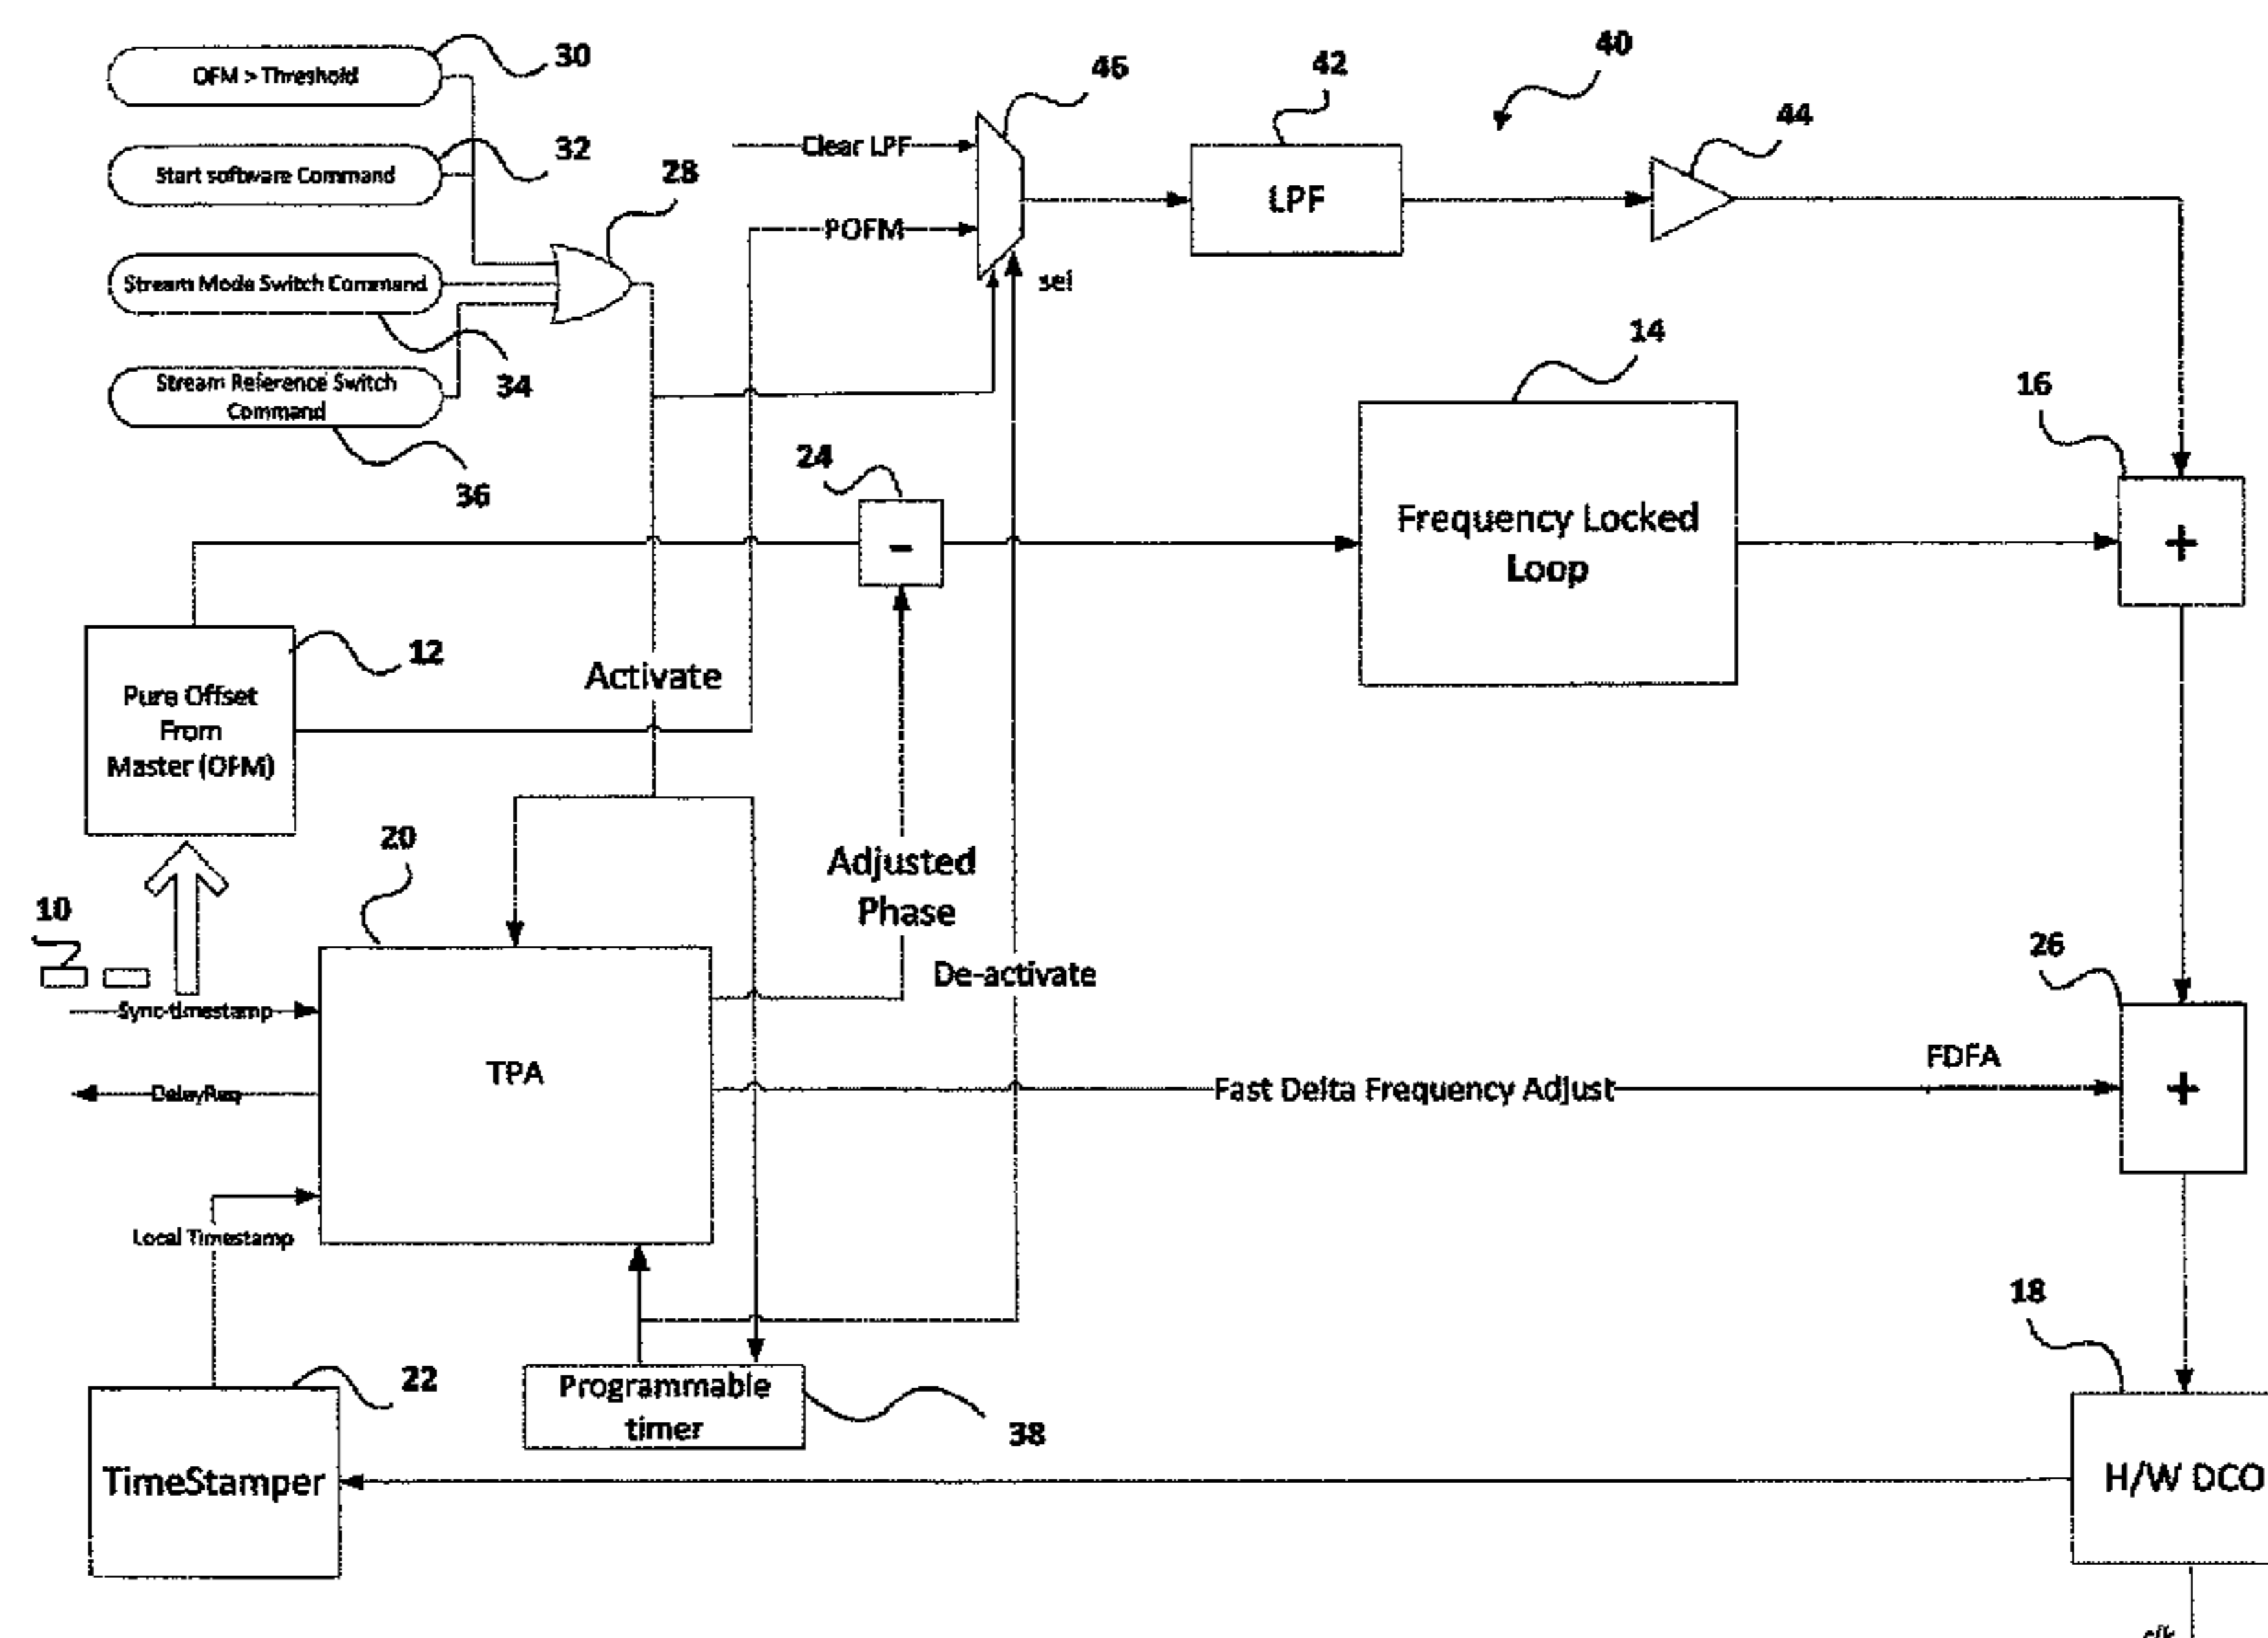 30
OFM > Threshold
32
Start software Command
28
Stream Mode Switch Command
34
Stream Reference Switch
Command
36
Clear LPF
POFM
46
sel
42
LPF
40
44
14
Frequency Locked
Loop
16
+
24
-
12
Pure Offset
From
Master (OFM)
Activate
20
Adjusted
Phase
De-activate
10
Sync-timestamp
TPA
DelayReq
Local Timestamp
Fast Delta Frequency Adjust
FDFA
26
+
18
H/W DCO
22
TimeStamper
Programmable
timer
38
clk